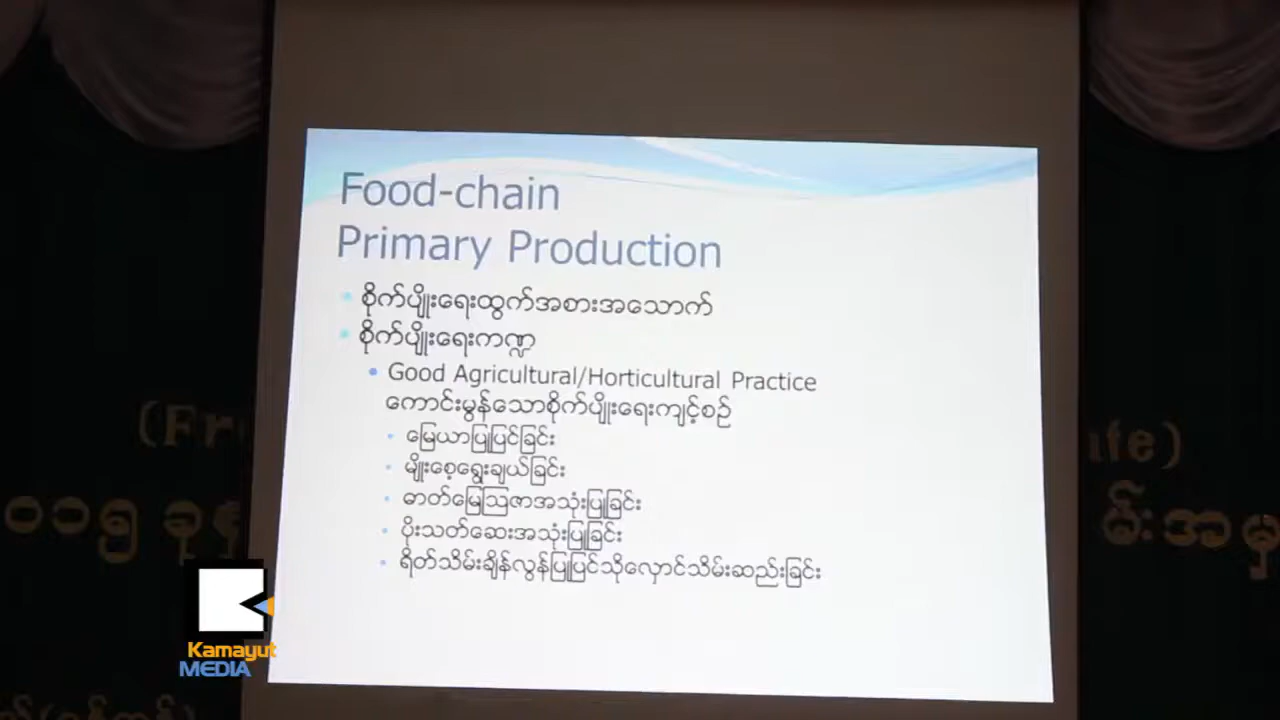 Food-chain
Primary Production
စိုက်ပျိုးရေးထွက်အစားအသောက်
စိုက်ပျိုးရေးကဏ္ဍ
Good Agricultural/Horticultural Practice
ကောင်းမွန်သောစိုက်ပျိုးရေးကျင့်စဉ်
မြေယာပြုပြင်ခြင်း
မျိုးစေ့ရွေးချယ်ခြင်း
ဓာတ်မြေဩဇာအသုံးပြုခြင်း
ပိုးသတ်ဆေးအသုံးပြုခြင်း
ရိတ်သိမ်းချိန်လွန်ပြုပြင်သိုလှောင်သိမ်းဆည်းခြင်း
Kamayut
MEDIA